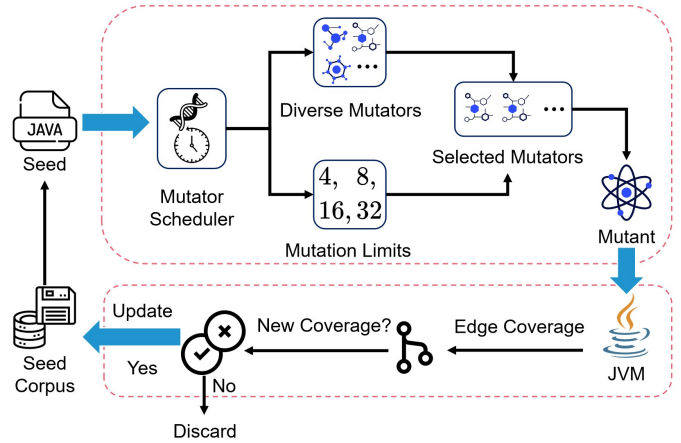 JAVA
Seed
Mutator
Scheduler
Diverse Mutators
4, 8,
16, 32
Mutation Limits
Selected Mutators
Mutant
JVM
Edge Coverage
New Coverage?
Update
Yes
No
Discard
Seed
Corpus